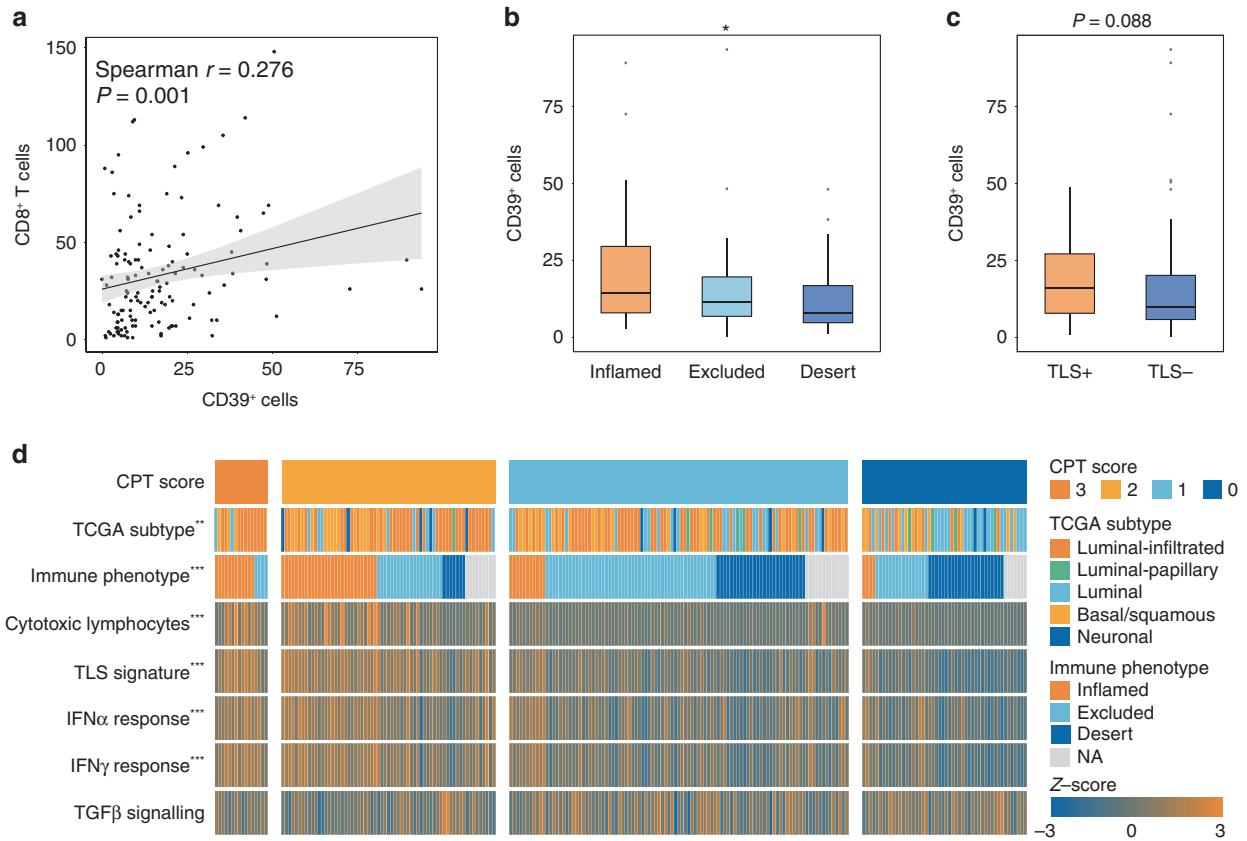 a
Spearman r = 0.276
P = 0.001
150
100
50
0
CD8⁺ T cells
0
25
50
75
CD39⁺ cells
b
*
75
50
25
0
CD39⁺ cells
Inflamed
Excluded
Desert
c
P = 0.088
75
50
25
0
CD39⁺ cells
TLS+
TLS–
d
CPT score
TCGA subtype**
Immune phenotype***
Cytotoxic lymphocytes***
TLS signature***
IFNα response***
IFNγ response***
TGFβ signalling
CPT score
3 2 1 0
TCGA subtype
Luminal-infiltrated
Luminal-papillary
Luminal
Basal/squamous
Neuronal
Immune phenotype
Inflamed
Excluded
Desert
NA
Z–score
–3 0 3